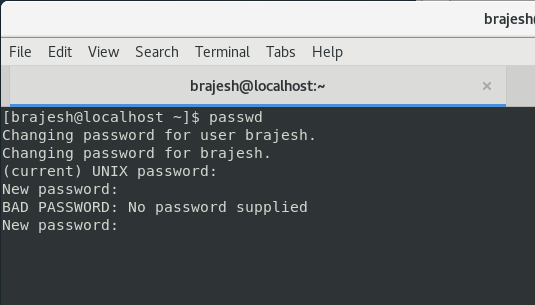 brajesh@
File Edit View Search Terminal Tabs Help
brajesh@localhost:~ ×
[brajesh@localhost ~]$ passwd
Changing password for user brajesh.
Changing password for brajesh.
(current) UNIX password:
New password:
BAD PASSWORD: No password supplied
New password: